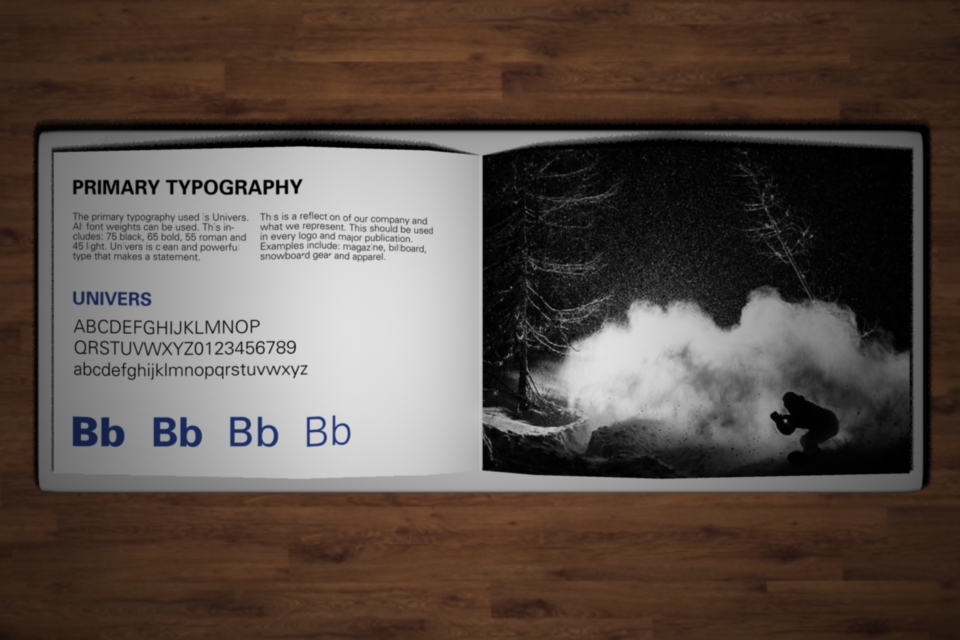 PRIMARY TYPOGRAPHY
The primary typography used is Univers.
All font weights can be used. This in-
cludes: 75 black, 65 bold, 55 roman and
45 light. Univers is clean and powerful
type that makes a statement.
This is a reflection of our company and
what we represent. This should be used
in every logo and major publication.
Examples include: magazine, billboard,
snowboard gear and apparel.
UNIVERS
ABCDEFGHIJKLMNOP
QRSTUVWXYZ0123456789
abcdefghijklmnopqrstuvwxyz
Bb Bb Bb Bb